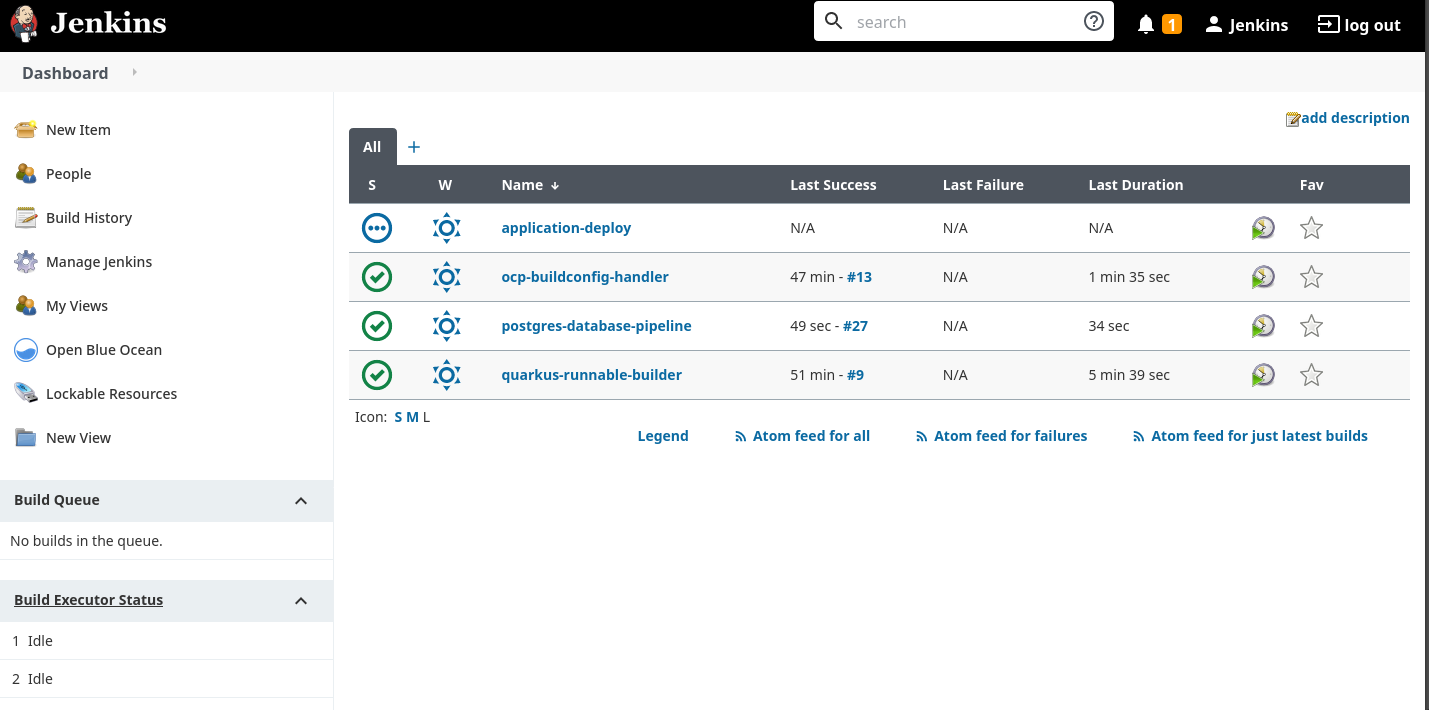 Jenkins
search
1
Jenkins
log out
Dashboard
New Item
People
Build History
Manage Jenkins
My Views
Open Blue Ocean
Lockable Resources
New View
Build Queue
No builds in the queue.
Build Executor Status
1 Idle
2 Idle
add description
All +
S W Name ↓ Last Success Last Failure Last Duration Fav
application-deploy N/A N/A N/A
ocp-buildconfig-handler 47 min - #13 N/A 1 min 35 sec
postgres-database-pipeline 49 sec - #27 N/A 34 sec
quarkus-runnable-builder 51 min - #9 N/A 5 min 39 sec
Icon: S M L
Legend Atom feed for all Atom feed for failures Atom feed for just latest builds